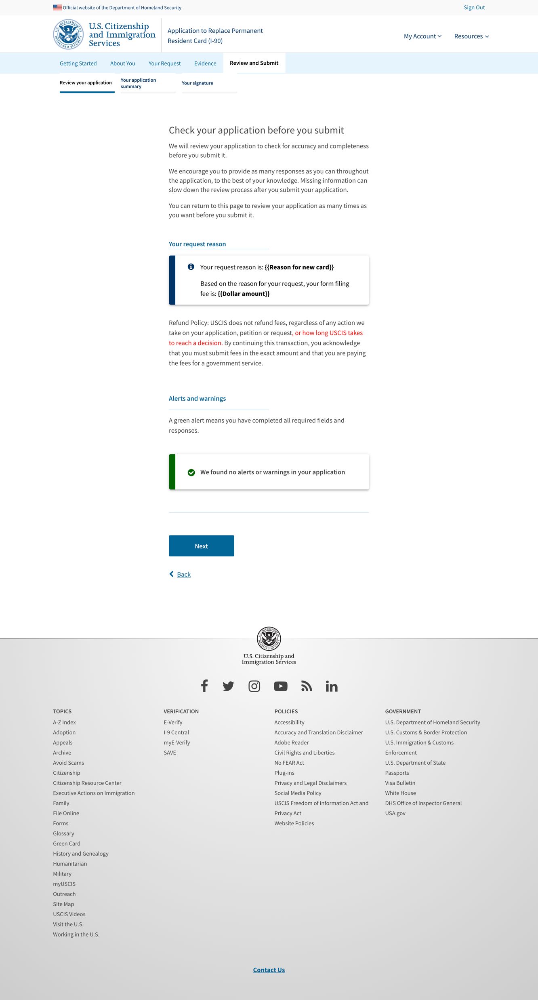 Official website of the Department of Homeland Security
Sign Out
U.S. Citizenship
and Immigration
Services
Application to Replace Permanent
Resident Card (I-90)
My Account
Resources
Getting Started
About You
Your Request
Evidence
Review and Submit
Review your application
Your application
summary
Your signature
Check your application before you submit
We will review your application to check for accuracy and completeness
before you submit it.
We encourage you to provide as many responses as you can throughout
the application, to the best of your knowledge. Missing information can
slow down the review process after you submit your application.
You can return to this page to review your application as many times as
you want before you submit it.
Your request reason
Your request reason is: {{Reason for new card}}
Based on the reason for your request, your form filing
fee is: {{Dollar amount}}
Refund Policy: USCIS does not refund fees, regardless of any action we
take on your application, petition or request, or how long USCIS takes
to reach a decision. By continuing this transaction, you acknowledge
that you must submit fees in the exact amount and that you are paying
the fees for a government service.
Alerts and warnings
A green alert means you have completed all required fields and
responses.
We found no alerts or warnings in your application
Next
Back
U.S. DEPARTMENT OF HOMELAND SECURITY
U.S. Citizenship and
Immigration Services
TOPICS
A-Z Index
Adoption
Appeals
Archive
Avoid Scams
Citizenship
Citizenship Resource Center
Executive Actions on Immigration
Family
File Online
Forms
Glossary
Green Card
History and Genealogy
Humanitarian
Military
myUSCIS
Outreach
Site Map
USCIS Videos
Visit the U.S.
Working in the U.S.
VERIFICATION
E-Verify
I-9 Central
myE-Verify
SAVE
POLICIES
Accessibility
Accuracy and Translation Disclaimer
Adobe Reader
Civil Rights and Liberties
No FEAR Act
Plug-ins
Privacy and Legal Disclaimers
Social Media Policy
USCIS Freedom of Information Act and
Privacy Act
Website Policies
GOVERNMENT
U.S. Department of Homeland Security
U.S. Customs & Border Protection
U.S. Immigration & Customs
Enforcement
U.S. Department of State
Passports
Visa Bulletin
White House
DHS Office of Inspector General
USA.gov
Contact Us